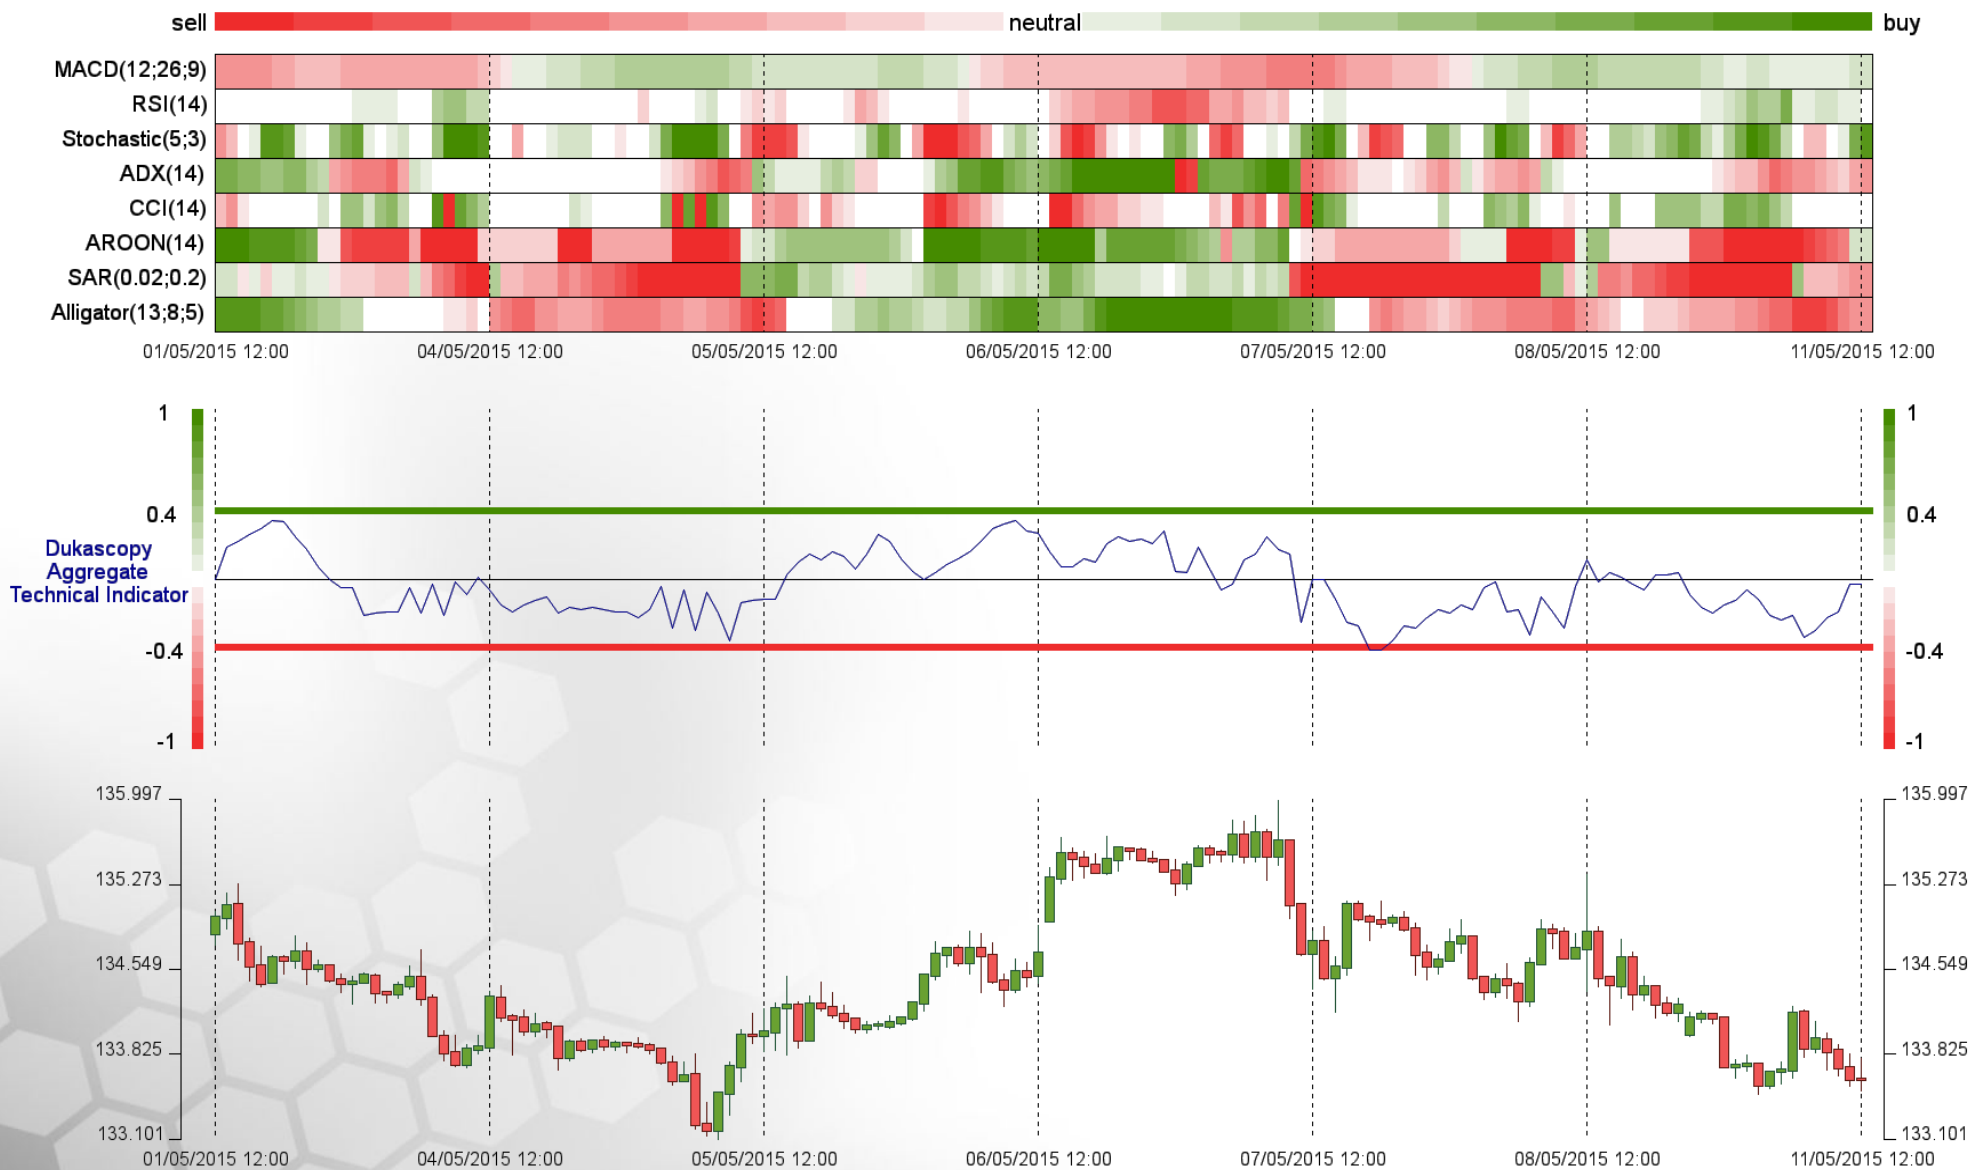 sell neutral buy
MACD(12;26;9)
RSI(14)
Stochastic(5;3)
ADX(14)
CCI(14)
AROON(14)
SAR(0.02;0.2)
Alligator(13;8;5)
01/05/2015 12:00 04/05/2015 12:00 05/05/2015 12:00 06/05/2015 12:00 07/05/2015 12:00 08/05/2015 12:00 11/05/2015 12:00
1 1
0.4 0.4
Dukascopy
Aggregate
Technical Indicator
-0.4 -0.4
-1 -1
135.997 135.997
135.273 135.273
134.549 134.549
133.825 133.825
133.101 133.101
01/05/2015 12:00 04/05/2015 12:00 05/05/2015 12:00 06/05/2015 12:00 07/05/2015 12:00 08/05/2015 12:00 11/05/2015 12:00